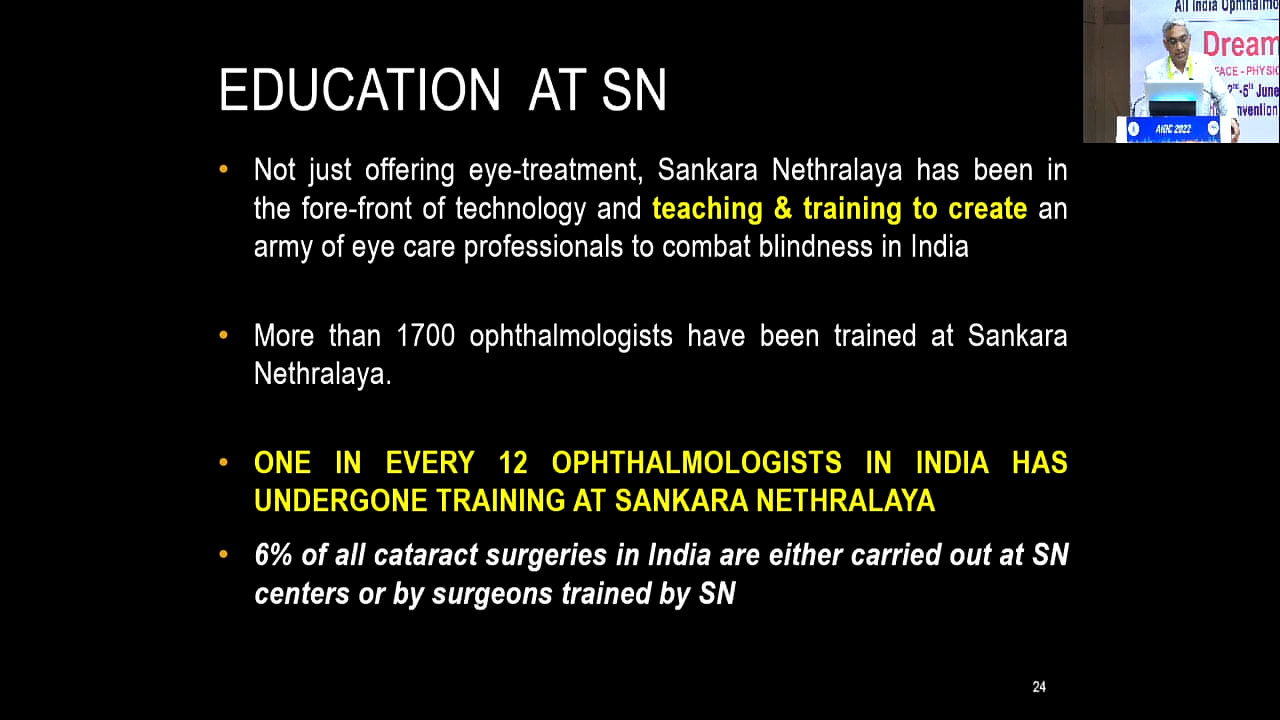 All India Ophthalmo
Dream
FACE - PHYSIC
2nd-5th June
nvention
AIOC 2022
EDUCATION AT SN
• Not just offering eye-treatment, Sankara Nethralaya has been in
the fore-front of technology and teaching & training to create an
army of eye care professionals to combat blindness in India
• More than 1700 ophthalmologists have been trained at Sankara
Nethralaya.
• ONE IN EVERY 12 OPHTHALMOLOGISTS IN INDIA HAS
UNDERGONE TRAINING AT SANKARA NETHRALAYA
• 6% of all cataract surgeries in India are either carried out at SN
centers or by surgeons trained by SN
24